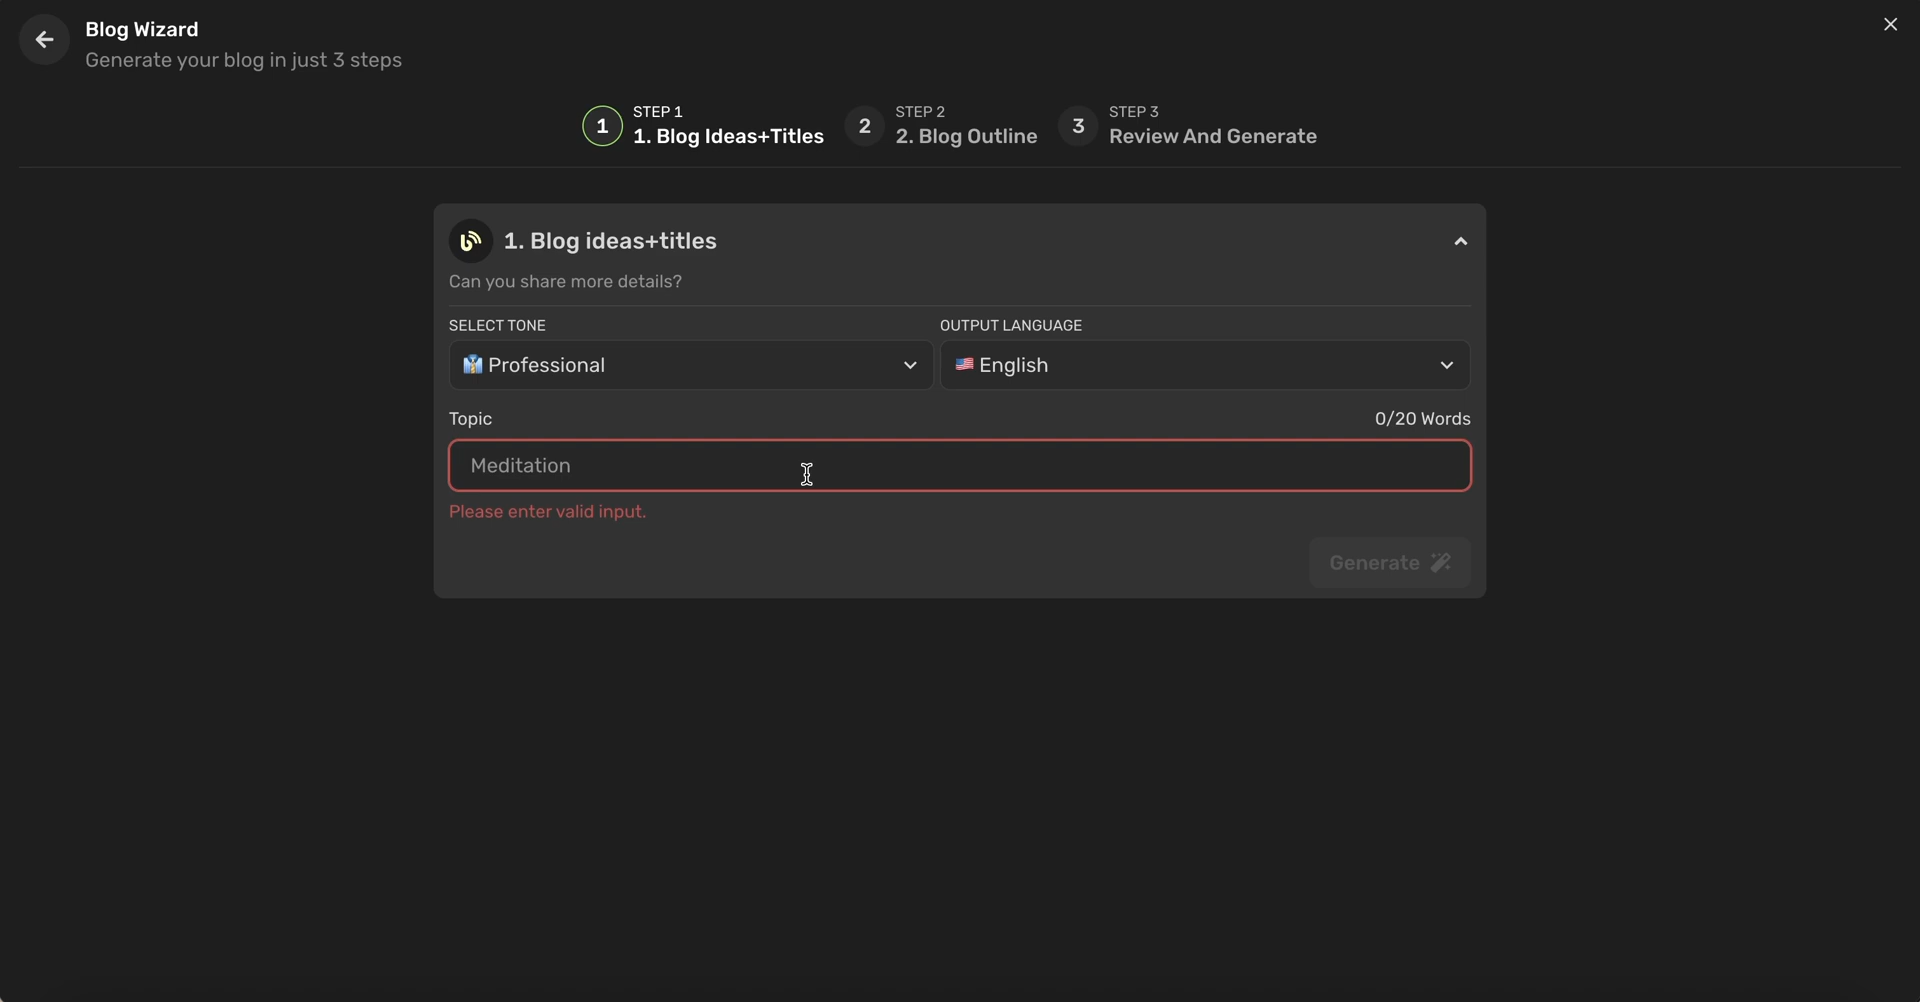 Blog Wizard
Generate your blog in just 3 steps
1
STEP 1
1. Blog Ideas+Titles
2
STEP 2
2. Blog Outline
3
STEP 3
Review And Generate
1. Blog ideas+titles
Can you share more details?
SELECT TONE
OUTPUT LANGUAGE
Professional
English
Topic
0/20 Words
Meditation
Please enter valid input.
Generate